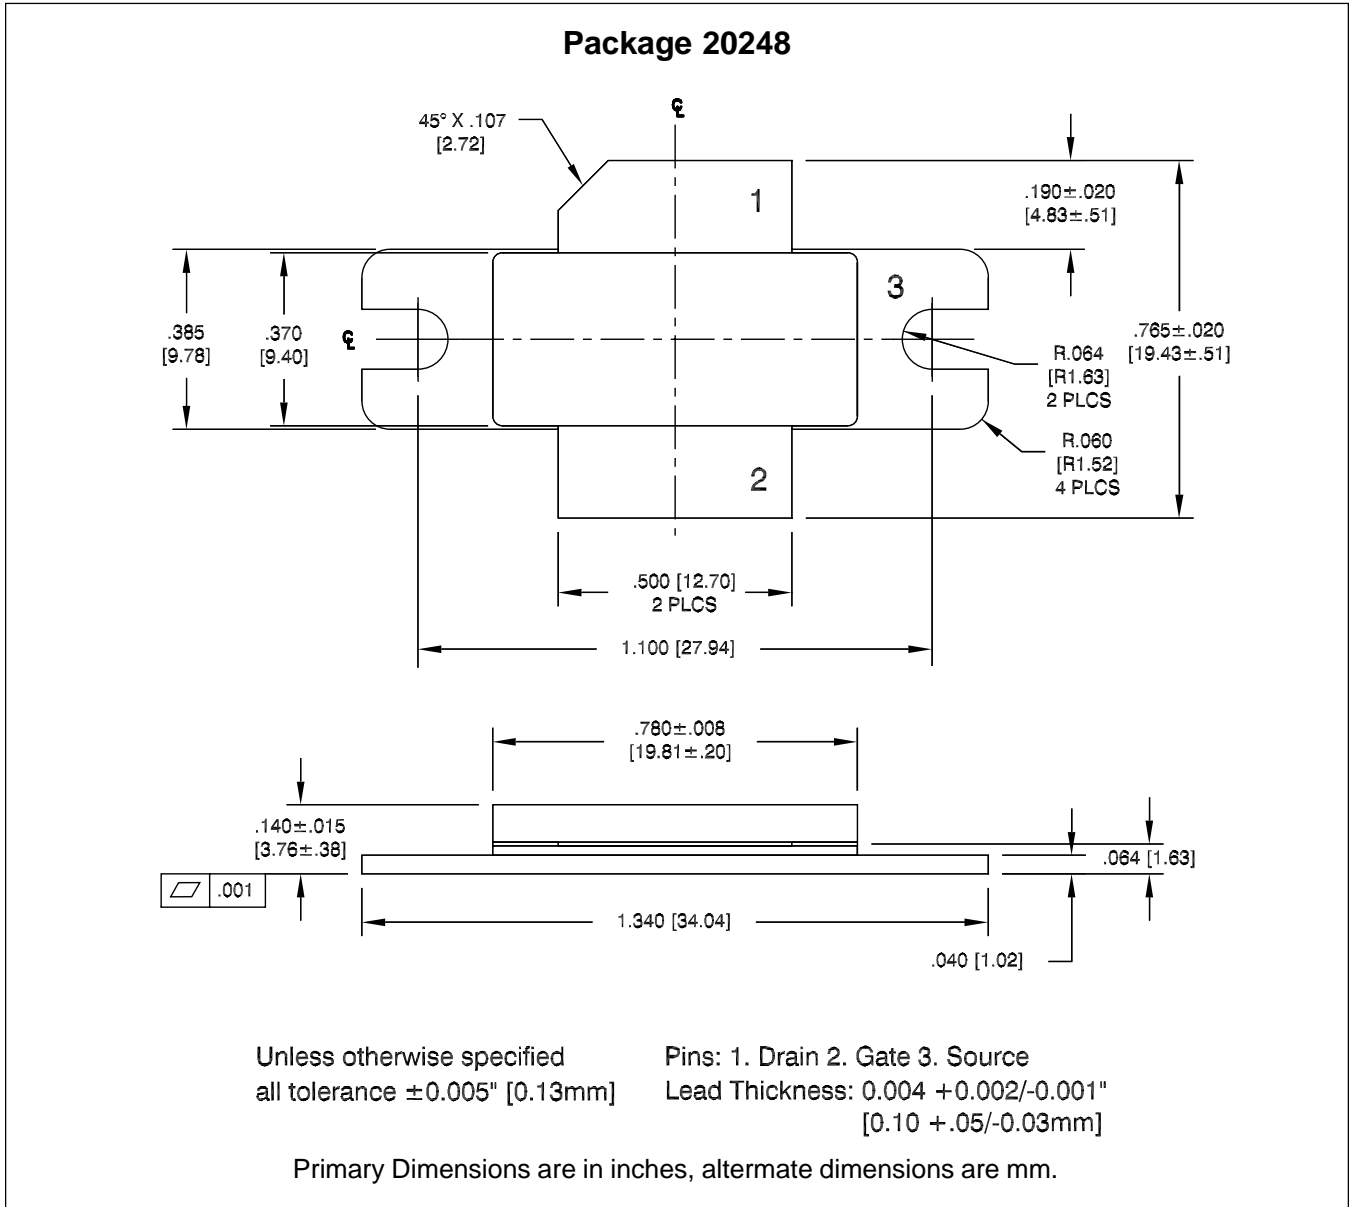 Package 20248
℄
45° X .107
[2.72]
1
.190±.020
[4.83±.51]
3
.385
[9.78]
.370
[9.40]
℄
.765±.020
[19.43±.51]
R.064
[R1.63]
2 PLCS
R.060
[R1.52]
4 PLCS
2
.500 [12.70]
2 PLCS
1.100 [27.94]
.780±.008
[19.81±.20]
.140±.015
[3.76±.38]
.064 [1.63]
.001
1.340 [34.04]
.040 [1.02]
Unless otherwise specified
all tolerance ±0.005" [0.13mm]
Pins: 1. Drain 2. Gate 3. Source
Lead Thickness: 0.004 +0.002/-0.001"
[0.10 +.05/-0.03mm]
Primary Dimensions are in inches, altermate dimensions are mm.